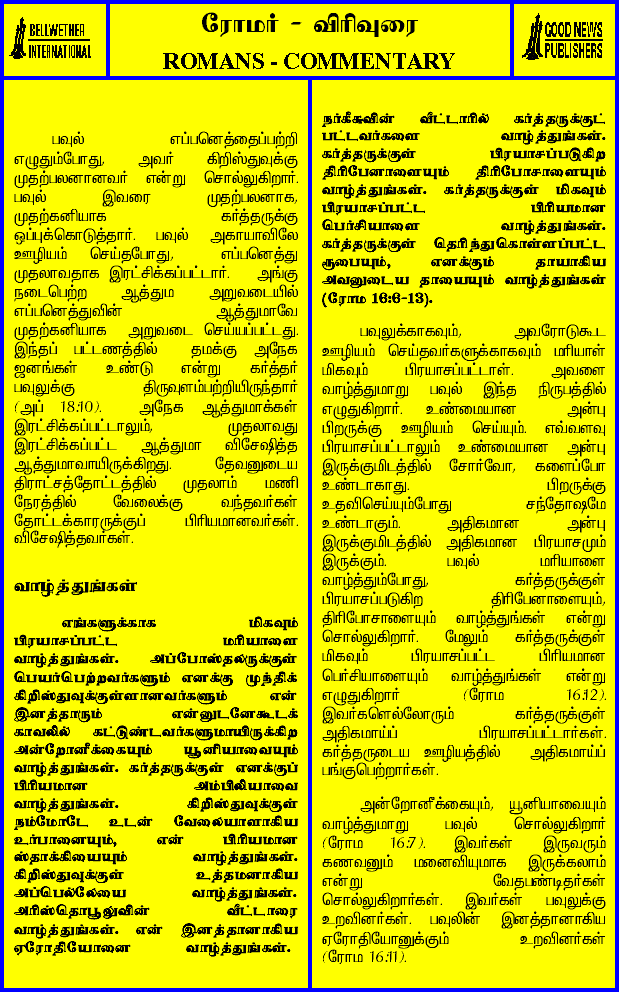 BELLWETHER
INTERNATIONAL
ரோமர் - விரிவுரை
ROMANS - COMMENTARY
GOOD NEWS
PUBLISHERS
பவுல் எப்பனெத்தைப்பற்றி
எழுதும்போது, அவர் கிறிஸ்துவுக்கு
முதற்பலனானவர் என்று சொல்லுகிறார்.
பவுல் இவரை முதற்பலனாக,
முதற்கனியாக கர்த்தருக்கு
ஒப்புக்கொடுத்தார். பவுல் அகாயாவிலே
ஊழியம் செய்தபோது, எப்பனெத்து
முதலாவதாக இரட்சிக்கப்பட்டார். அங்கு
நடைபெற்ற ஆத்தும அறுவடையில்
எப்பனெத்துவின் ஆத்துமாவே
முதற்கனியாக அறுவடை செய்யப்பட்டது.
இந்தப் பட்டணத்தில் தமக்கு அநேக
ஜனங்கள் உண்டு என்று கர்த்தர்
பவுலுக்கு திருவுளம்பற்றியிருந்தார்
(அப் 18:10). அநேக ஆத்துமாக்கள்
இரட்சிக்கப்பட்டாலும், முதலாவது
இரட்சிக்கப்பட்ட ஆத்துமா விசேஷித்த
ஆத்துமாவாயிருக்கிறது. தேவனுடைய
திராட்சத்தோட்டத்தில் முதலாம் மணி
நேரத்தில் வேலைக்கு வந்தவர்கள்
தோட்டக்காரருக்குப் பிரியமானவர்கள்.
விசேஷித்தவர்கள்.
வாழ்த்துங்கள்
எங்களுக்காக மிகவும்
பிரயாசப்பட்ட மரியாளை
வாழ்த்துங்கள். அப்போஸ்தலருக்குள்
பெயர்பெற்றவர்களும் எனக்கு முந்திக்
கிறிஸ்துவுக்குள்ளானவர்களும் என்
இனத்தாரும் என்னுடனேகூடக்
காவலில் கட்டுண்டவர்களுமாயிருக்கிற
அன்றோனீக்கையும் யூனியாவையும்
வாழ்த்துங்கள். கர்த்தருக்குள் எனக்குப்
பிரியமான அம்பிலியாவை
வாழ்த்துங்கள். கிறிஸ்துவுக்குள்
நம்மோடே உடன் வேலையாளாகிய
உர்பானையும், என் பிரியமான
ஸ்தாக்கியையும் வாழ்த்துங்கள்.
கிறிஸ்துவுக்குள் உத்தமனாகிய
அப்பெல்லேயை வாழ்த்துங்கள்.
அரிஸ்தொபூலுவின் வீட்டாரை
வாழ்த்துங்கள். என் இனத்தானாகிய
ஏரோதியோனை வாழ்த்துங்கள்.
நர்கீசுவின் வீட்டாரில் கர்த்தருக்குட்
பட்டவர்களை வாழ்த்துங்கள்.
கர்த்தருக்குள் பிரயாசப்படுகிற
திரிபேனாளையும் திரிபோசாளையும்
வாழ்த்துங்கள். கர்த்தருக்குள் மிகவும்
பிரயாசப்பட்ட பிரியமான
பெர்சியாளை வாழ்த்துங்கள்.
கர்த்தருக்குள் தெரிந்துகொள்ளப்பட்ட
ரூபையும், எனக்கும் தாயாகிய
அவனுடைய தாயையும் வாழ்த்துங்கள்
(ரோம 16:6-13).
பவுலுக்காகவும், அவரோடுகூட
ஊழியம் செய்தவர்களுக்காகவும் மரியாள்
மிகவும் பிரயாசப்பட்டாள். அவளை
வாழ்த்துமாறு பவுல் இந்த நிருபத்தில்
எழுதுகிறார். உண்மையான அன்பு
பிறருக்கு ஊழியம் செய்யும். எவ்வளவு
பிரயாசப்பட்டாலும் உண்மையான அன்பு
இருக்குமிடத்தில் சோர்வோ, களைப்போ
உண்டாகாது. பிறருக்கு
உதவிசெய்யும்போது சந்தோஷமே
உண்டாகும். அதிகமான அன்பு
இருக்குமிடத்தில் அதிகமான பிரயாசமும்
இருக்கும். பவுல் மரியாளை
வாழ்த்தும்போது, கர்த்தருக்குள்
பிரயாசப்படுகிற திரிபேனாளையும்,
திரிபோசாளையும் வாழ்த்துங்கள் என்று
சொல்லுகிறார். மேலும் கர்த்தருக்குள்
மிகவும் பிரயாசப்பட்ட பிரியமான
பெர்சியாளையும் வாழ்த்துங்கள் என்று
எழுதுகிறார் (ரோம 16:12).
இவர்களெல்லோரும் கர்த்தருக்குள்
அதிகமாய்ப் பிரயாசப்பட்டார்கள்.
கர்த்தருடைய ஊழியத்தில் அதிகமாய்ப்
பங்குபெற்றார்கள்.
அன்றோனீக்கையும், யூனியாவையும்
வாழ்த்துமாறு பவுல் சொல்லுகிறார்
(ரோம 16:7). இவர்கள் இருவரும்
கணவனும் மனைவியுமாக இருக்கலாம்
என்று வேதபண்டிதர்கள்
சொல்லுகிறார்கள். இவர்கள் பவுலுக்கு
உறவினர்கள். பவுலின் இனத்தானாகிய
ஏரோதியோனுக்கும் உறவினர்கள்
(ரோம 16:11).